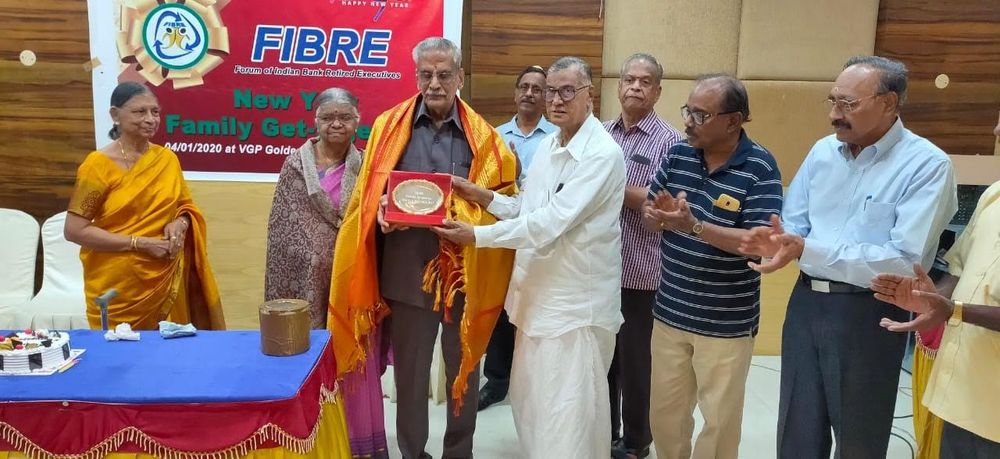 HAPPY NEW YEAR
FIBRE
FIBRE
Forum of Indian Bank Retired Executives
New Y
Family Get-
04/01/2020 at VGP Golde